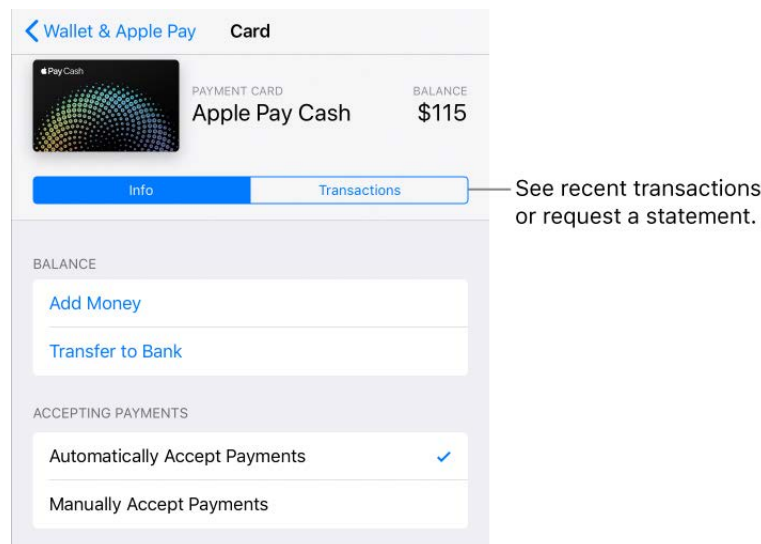 Wallet & Apple Pay Card
Pay Cash
PAYMENT CARD BALANCE
Apple Pay Cash $115
Info Transactions
See recent transactions
or request a statement.
BALANCE
Add Money
Transfer to Bank
ACCEPTING PAYMENTS
Automatically Accept Payments
Manually Accept Payments